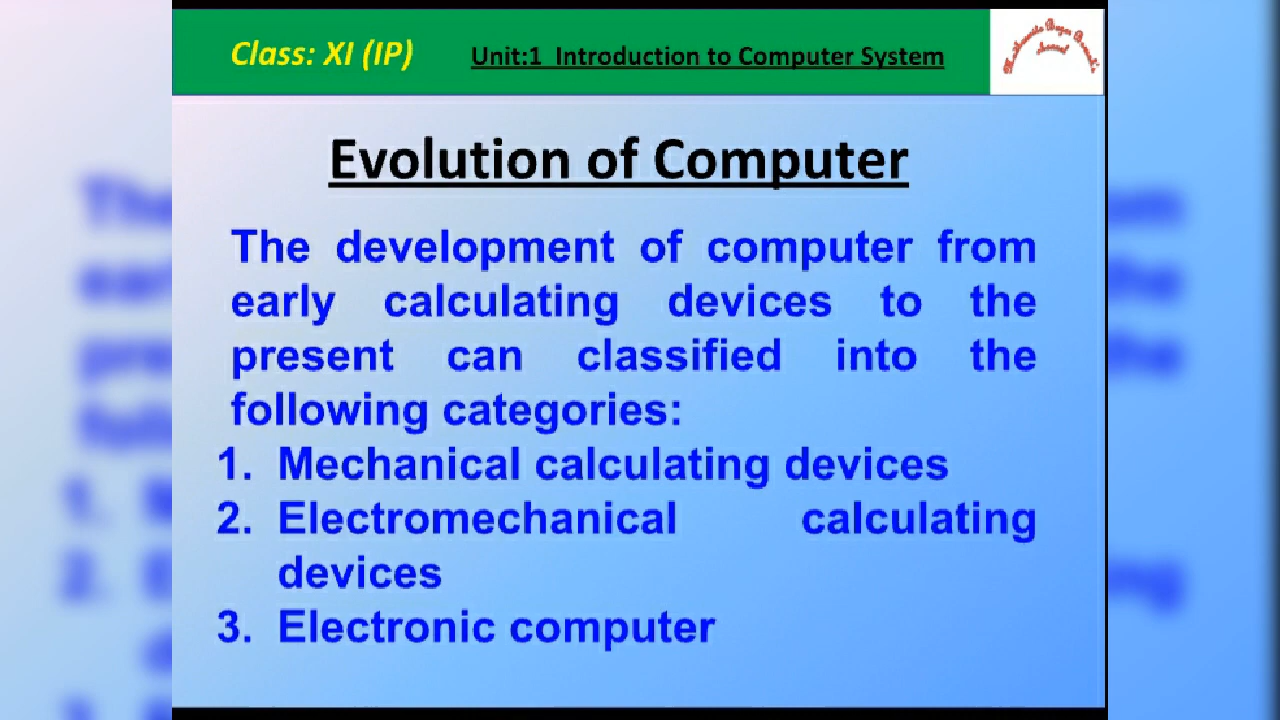 Class: XI (IP)
Unit:1 Introduction to Computer System
Evolution of Computer
The development of computer from
early calculating devices to the
present can classified into the
following categories:
1. Mechanical calculating devices
2. Electromechanical calculating
devices
3. Electronic computer